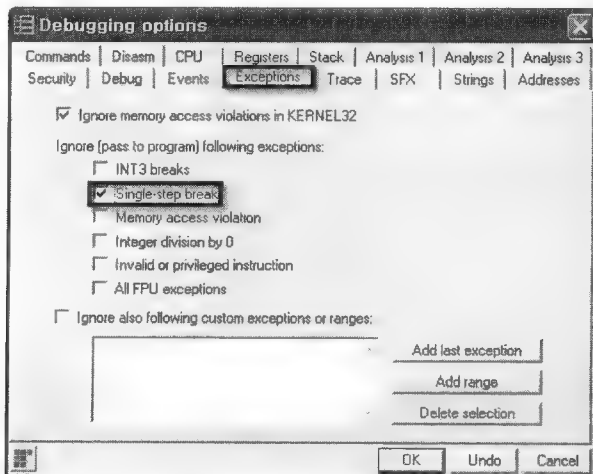 Debugging options
Commands Disasm CPU Registers Stack Analysis 1 Analysis 2 Analysis 3
Security Debug Events Exceptions Trace SFX Strings Addresses
Ignore memory access violations in KERNEL32
Ignore (pass to program) following exceptions:
INT3 breaks
Single-step break
Memory access violation
Integer division by 0
Invalid or privileged instruction
All FPU exceptions
Ignore also following custom exceptions or ranges:
Add last exception
Add range
Delete selection
OK Undo Cancel